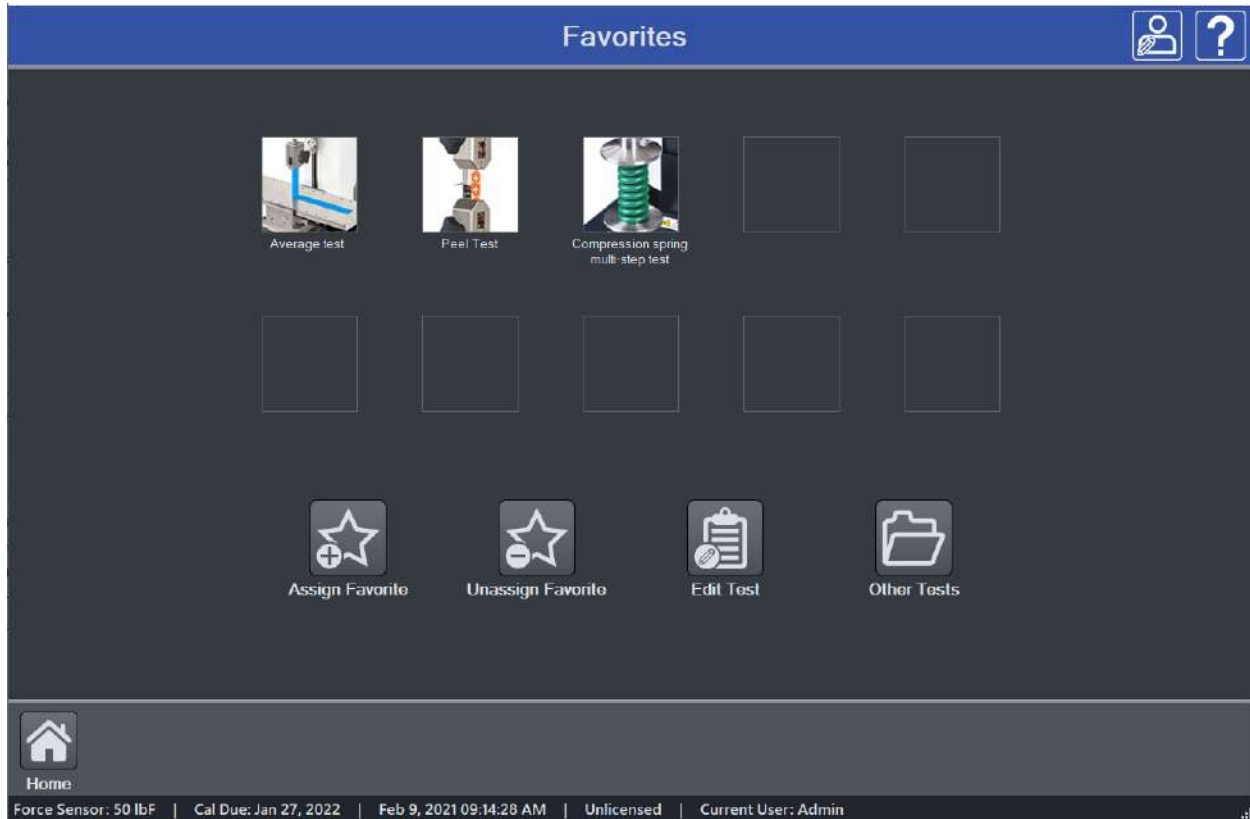 Favorites
Average test
Peel Test
Compression spring
multi-step test
Assign Favorite
Unassign Favorite
Edit Test
Other Tests
Home
Force Sensor: 50 lbF | Cal Due: Jan 27, 2022 | Feb 9, 2021 09:14:28 AM | Unlicensed | Current User: Admin